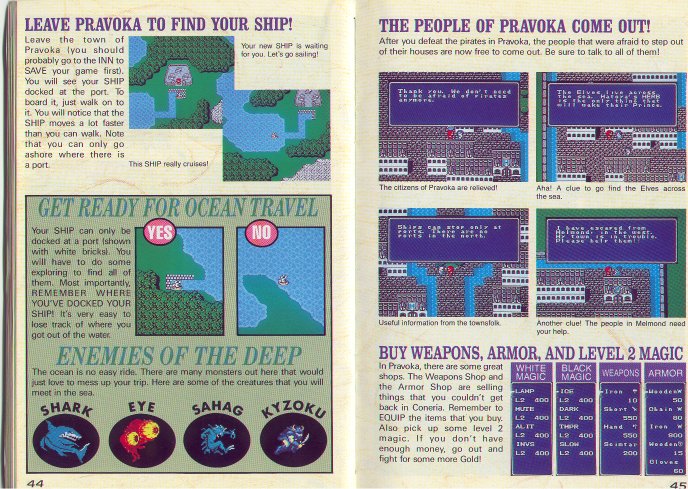 LEAVE PRAVOKA TO FIND YOUR SHIP!
Leave the town of
Pravoka (you should
probably go to the INN to
SAVE your game first).
You will see your SHIP
docked at the port. To
board it, just walk on to
it. You will notice that the
SHIP moves a lot faster
than you can walk. Note
that you can only go
ashore where there is
a port.
Your new SHIP is waiting
for you. Let's go sailing!
This SHIP really cruises!
GET READY FOR OCEAN TRAVEL
Your SHIP can only be
docked at a port (shown
with white bricks). You
will have to do some
exploring to find all of
them. Most importantly,
REMEMBER WHERE
YOU'VE DOCKED YOUR
SHIP! It's very easy to
lose track of where you
got out of the water.
YES
NO
ENEMIES OF THE DEEP
The ocean is no easy ride. There are many monsters out here that would
just love to mess up your trip. Here are some of the creatures that you will
meet in the sea.
SHARK
EYE
SAHAG
KYZOKU
44
THE PEOPLE OF PRAVOKA COME OUT!
After you defeat the pirates in Pravoka, the people that were afraid to step out
of their houses are now free to come out. Be sure to talk to all of them!
Thank you. We don't need
to be afraid of pirates
anymore.
The citizens of Pravoka are relieved!
The Elves live across
the sea. Matoya's HERB
is the only thing that
will wake their Prince.
Aha! A clue to go find the Elves across
the sea.
Ships can stop only at
ports. There are no
ports in the north.
Useful information from the townsfolk.
I have escaped from
Melmond, in the west.
My town is in trouble.
Please help them!!
Another clue! The people in Melmond need
your help.
BUY WEAPONS, ARMOR, AND LEVEL 2 MAGIC
In Pravoka, there are some great
shops. The Weapons Shop and
the Armor Shop are selling
things that you couldn't get
back in Coneria. Remember to
EQUIP the items that you buy.
Also pick up some level 2
magic. If you don't have
enough money, go out and
fight for some more Gold!
WHITE
MAGIC
LAMP
L2 400
MUTE
L2 400
ALIT
L2 400
INVS
L2 400
BLACK
MAGIC
ICE
L2 400
DARK
L2 400
TMPR
L2 400
SLOW
L2 400
WEAPONS
Iron
10
Short
550
Hand
550
Scimtar
200
ARMOR
Wooden
50
Chain
80
Iron
800
Wooden
15
Gloves
60
45